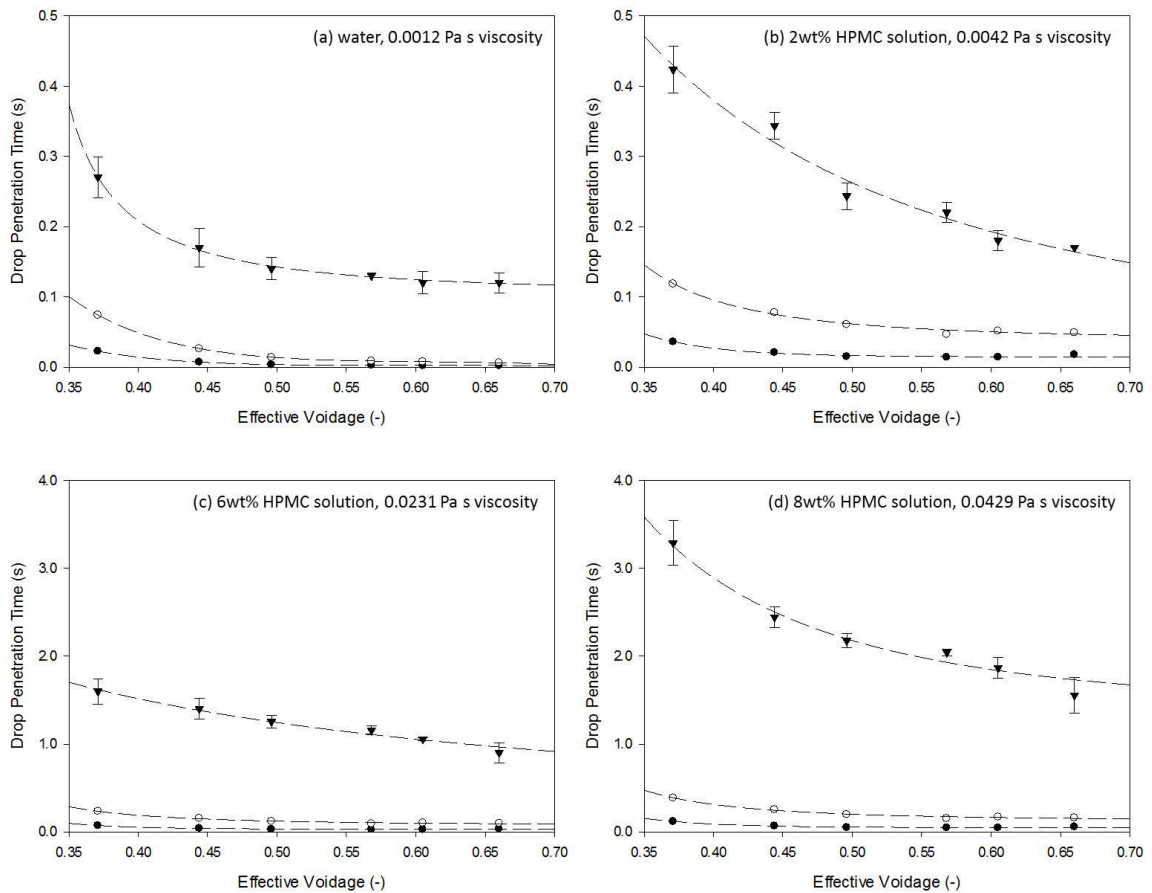 (a) water, 0.0012 Pa s viscosity
Drop Penetration Time (s)
0.5
0.4
0.3
0.2
0.1
0.0
0.35 0.40 0.45 0.50 0.55 0.60 0.65 0.70
Effective Voidage (-)
(b) 2wt% HPMC solution, 0.0042 Pa s viscosity
Drop Penetration Time (s)
0.5
0.4
0.3
0.2
0.1
0.0
0.35 0.40 0.45 0.50 0.55 0.60 0.65 0.70
Effective Voidage (-)
(c) 6wt% HPMC solution, 0.0231 Pa s viscosity
Drop Penetration Time (s)
4.0
3.0
2.0
1.0
0.0
0.35 0.40 0.45 0.50 0.55 0.60 0.65 0.70
Effective Voidage (-)
(d) 8wt% HPMC solution, 0.0429 Pa s viscosity
Drop Penetration Time (s)
4.0
3.0
2.0
1.0
0.0
0.35 0.40 0.45 0.50 0.55 0.60 0.65 0.70
Effective Voidage (-)